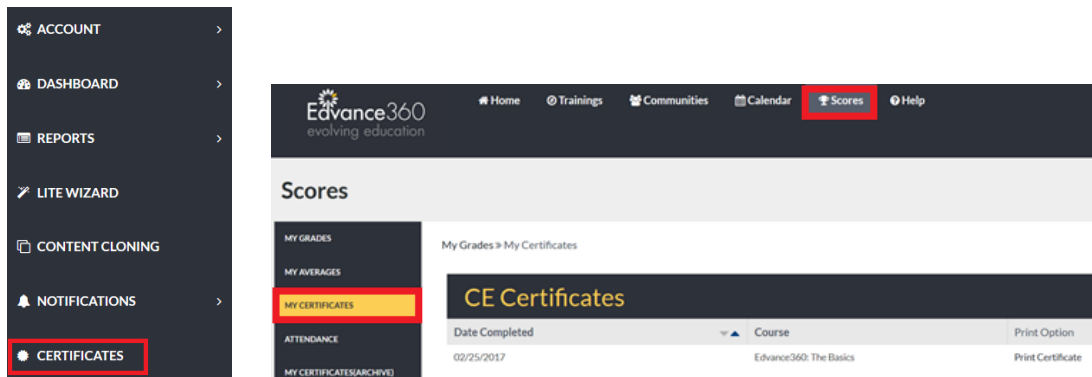 ACCOUNT
DASHBOARD
REPORTS
LITE WIZARD
CONTENT CLONING
NOTIFICATIONS
CERTIFICATES
Edvance360
evolving education
Home Trainings Communities Calendar Scores Help
Scores
MY GRADES
MY AVERAGES
MY CERTIFICATES
ATTENDANCE
MY CERTIFICATES(ARCHIVE)
My Grades » My Certificates
CE Certificates
Date Completed Course Print Option
02/25/2017 Edvance360: The Basics Print Certificate